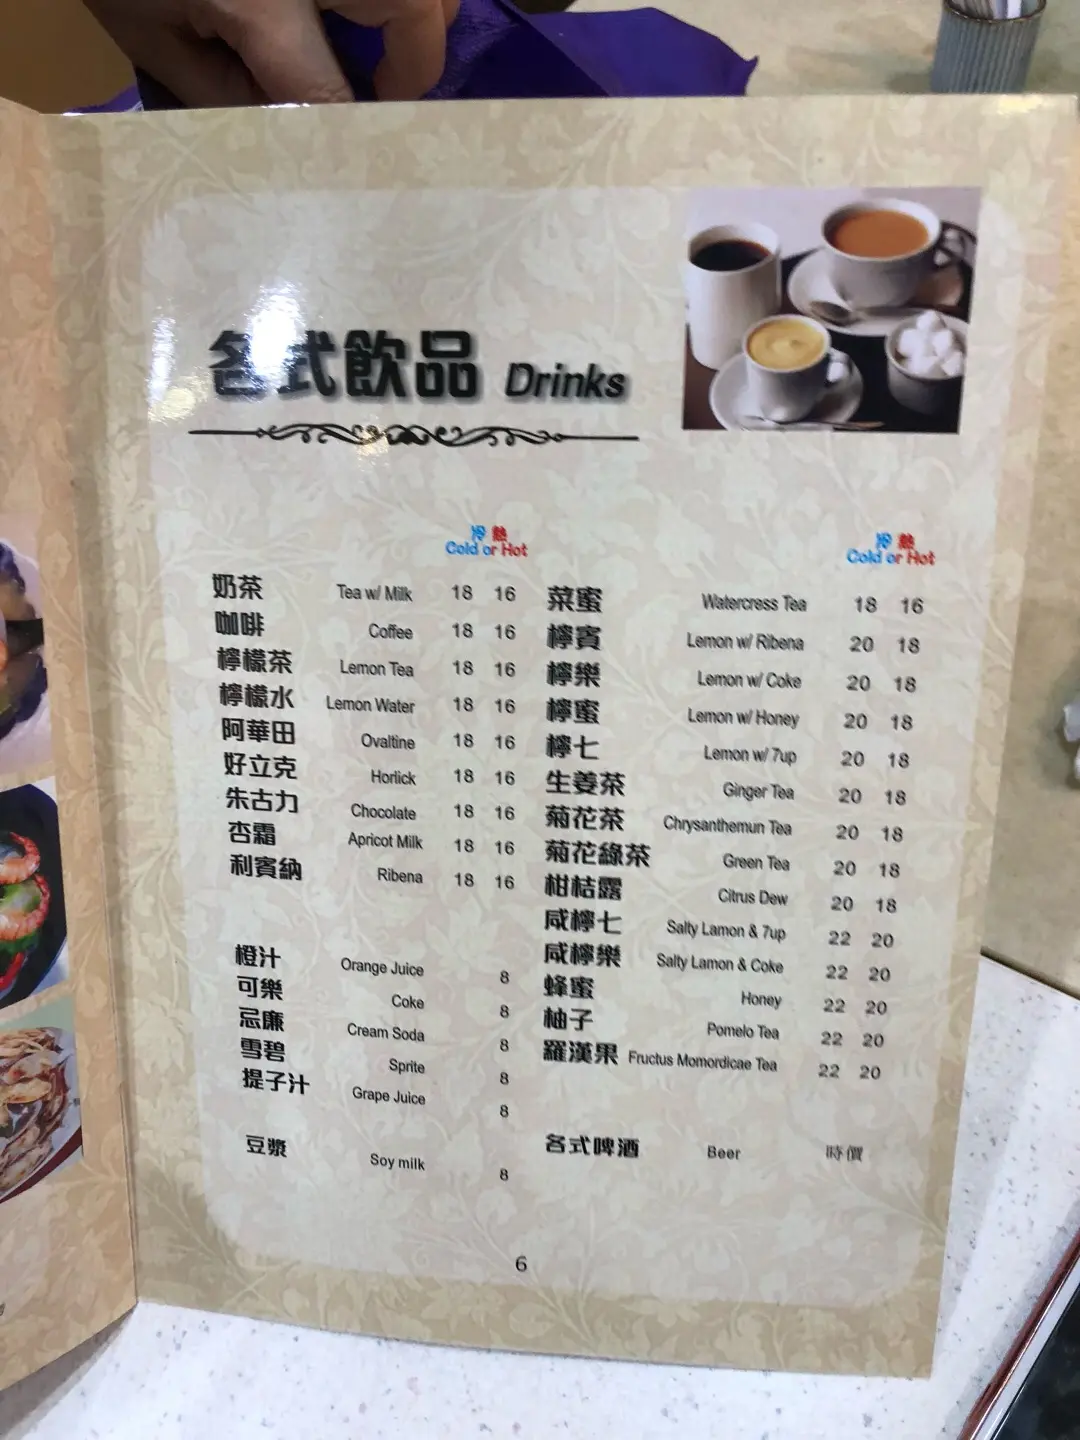 各式飲品 Drinks
冷 熱
Cold or Hot
奶茶 Tea w/ Milk 18 16
咖啡 Coffee 18 16
檸檬茶 Lemon Tea 18 16
檸檬水 Lemon Water 18 16
阿華田 Ovaltine 18 16
好立克 Horlick 18 16
朱古力 Chocolate 18 16
杏霜 Apricot Milk 18 16
利賓納 Ribena 18 16
橙汁 Orange Juice 8
可樂 Coke 8
忌廉 Cream Soda 8
雪碧 Sprite 8
提子汁 Grape Juice 8
豆漿 Soy milk 8
冷 熱
Cold or Hot
菜蜜 Watercress Tea 18 16
檸賓 Lemon w/ Ribena 20 18
檸樂 Lemon w/ Coke 20 18
檸蜜 Lemon w/ Honey 20 18
檸七 Lemon w/ 7up 20 18
生姜茶 Ginger Tea 20 18
菊花茶 Chrysanthemun Tea 20 18
菊花綠茶 Green Tea 20 18
柑桔露 Citrus Dew 20 18
咸檸七 Salty Lamon & 7up 22 20
咸檸樂 Salty Lamon & Coke 22 20
蜂蜜 Honey 22 20
柚子 Pomelo Tea 22 20
羅漢果 Fructus Momordicae Tea 22 20
各式啤酒 Beer 時價
6